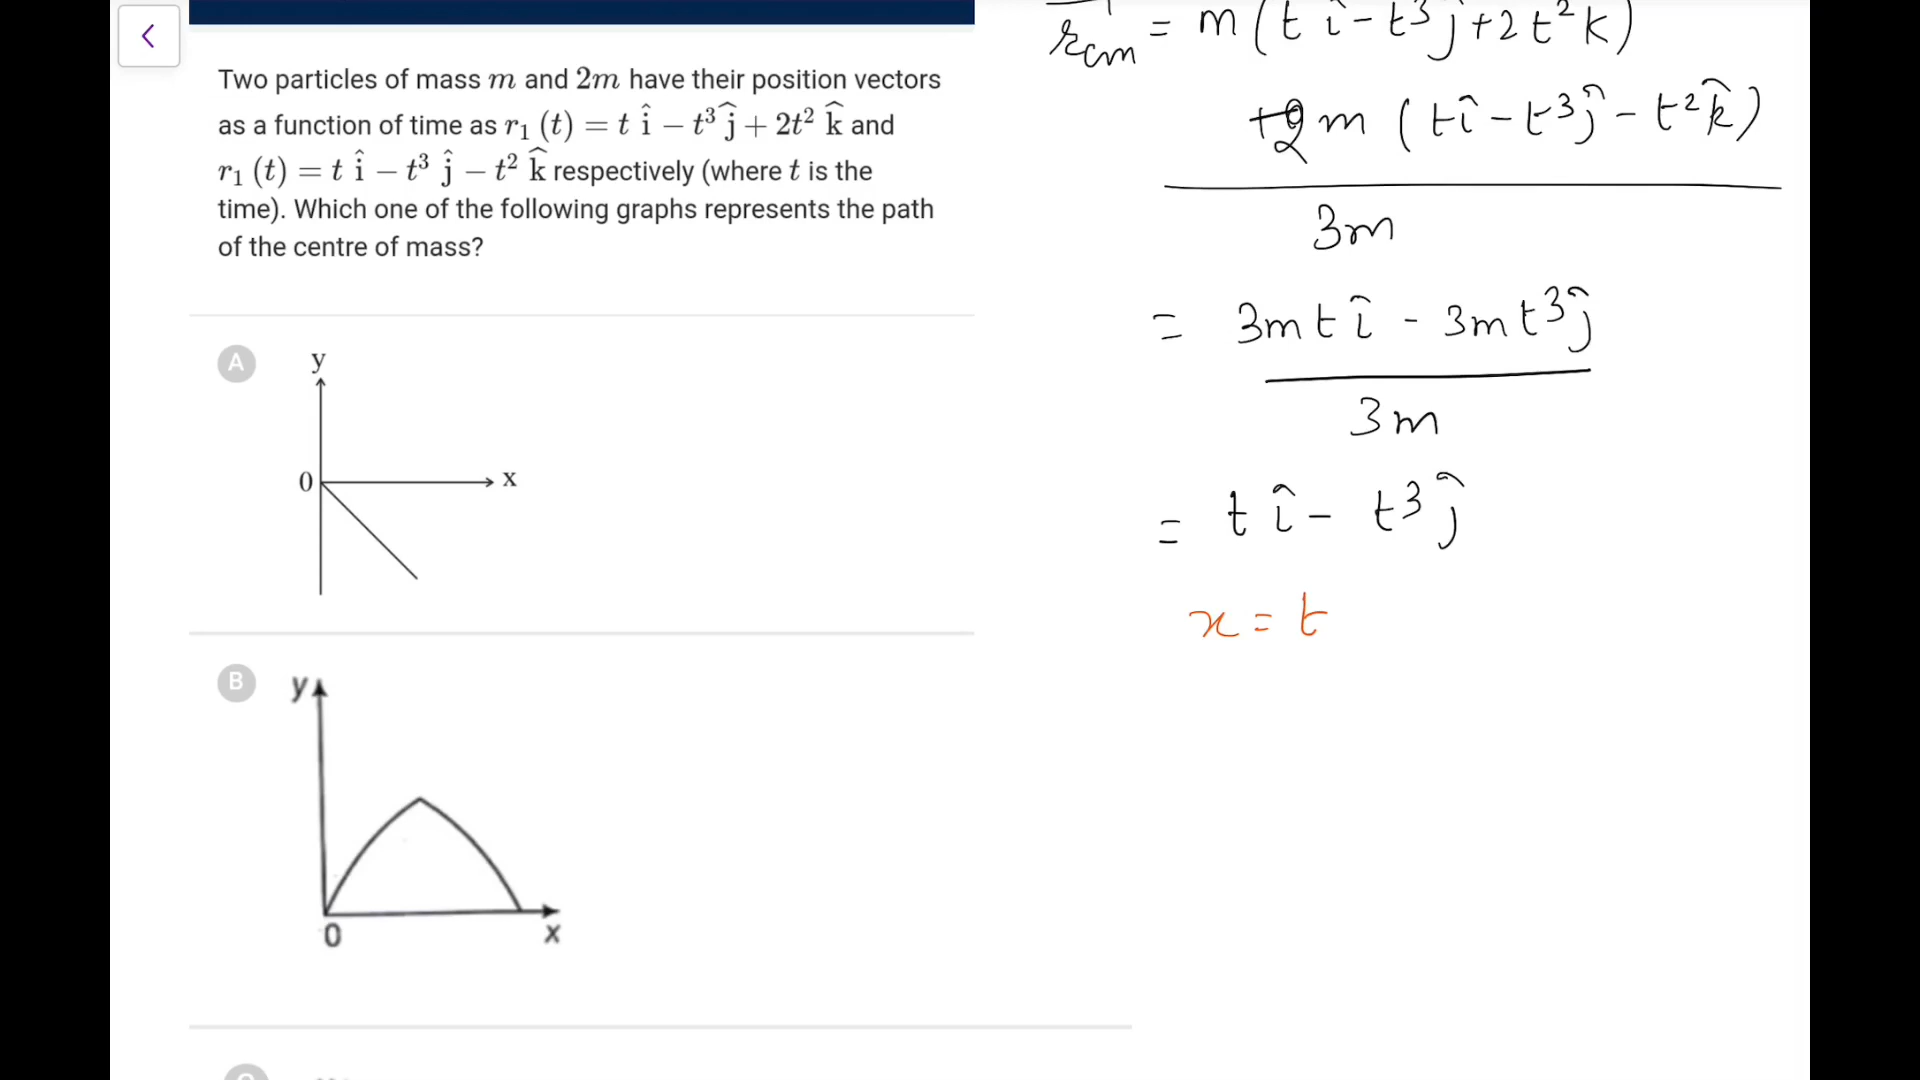 r⃗cm = m(t î - t³ ĵ + 2t² k)
Two particles of mass m and 2m have their position vectors
as a function of time as r₁ (t) = t î − t³ ĵ + 2t² k̂ and
r₁ (t) = t î − t³ ĵ − t² k̂ respectively (where t is the
time). Which one of the following graphs represents the path
of the centre of mass?
+2m (tî - t³ĵ - t²k̂)
3m
= 3mt î - 3mt³ĵ
3m
= t î - t³ ĵ
x = t
A
y
0
x
B
y
0
x